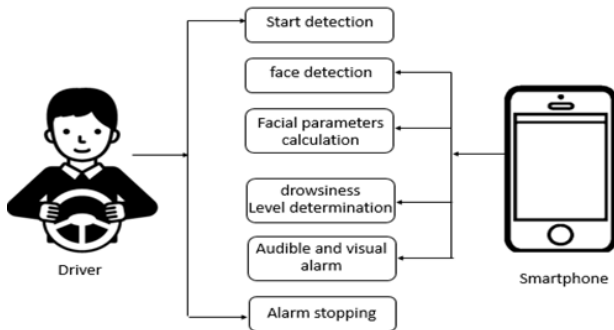 Start detection
face detection
Facial parameters
calculation
drowsiness
Level determination
Audible and visual
alarm
Alarm stopping
Driver
Smartphone